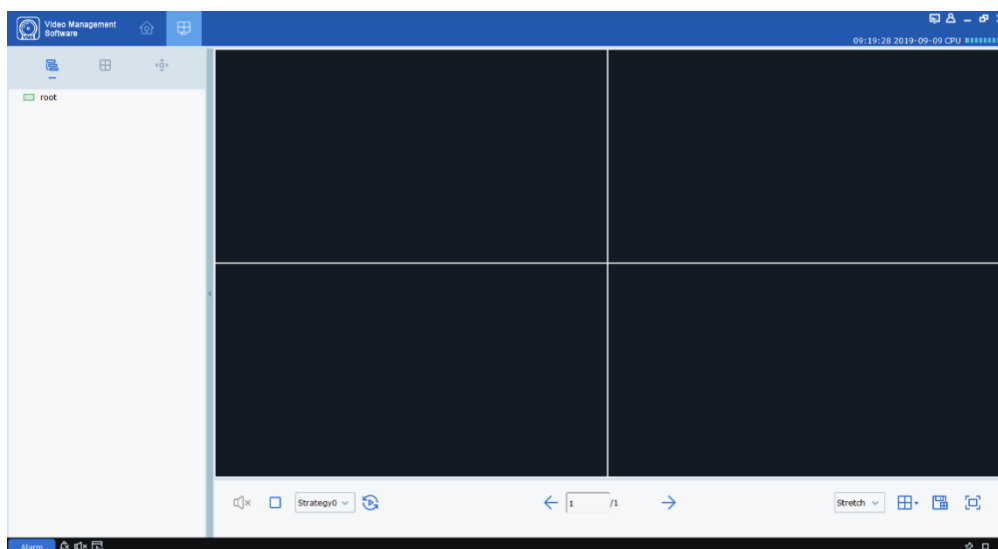 Video Management
Software
09:19:28 2019-09-09 CPU
root
Strategy0
1 /1
Stretch
Alarm